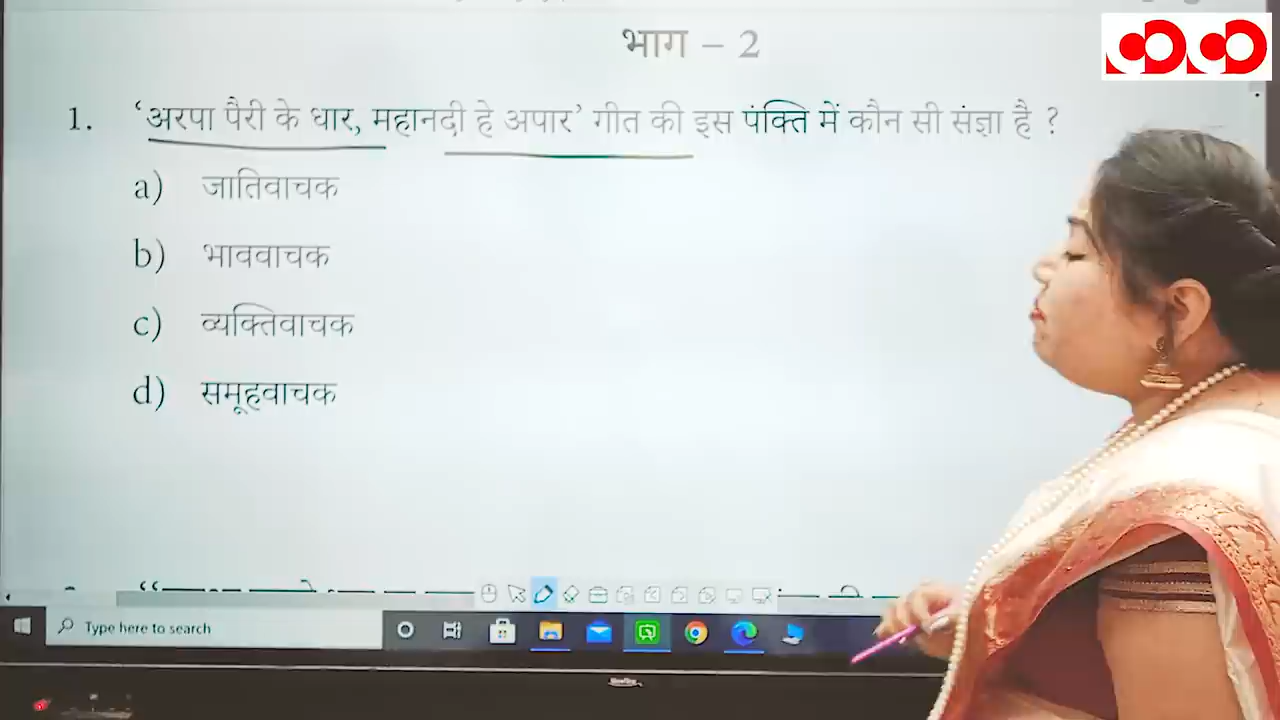 भाग – 2
1. ‘अरपा पैरी के धार, महानदी हे अपार’ गीत की इस पंक्ति में कौन सी संज्ञा है ?
a) जातिवाचक
b) भाववाचक
c) व्यक्तिवाचक
d) समूहवाचक
Type here to search